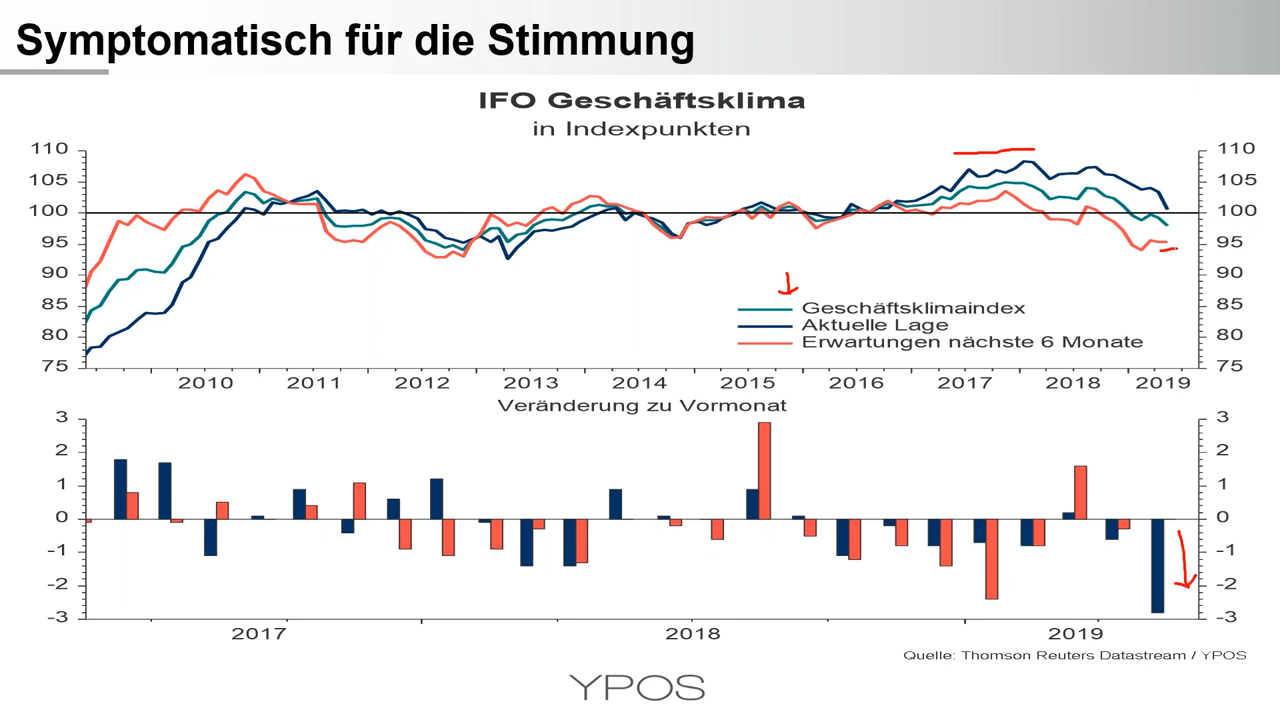 Symptomatisch für die Stimmung
IFO Geschäftsklima
in Indexpunkten
110 110
105 105
100 100
95 95
90 90
85 85
80 80
75 75
Geschäftsklimaindex
Aktuelle Lage
Erwartungen nächste 6 Monate
2010 2011 2012 2013 2014 2015 2016 2017 2018 2019
Veränderung zu Vormonat
3 3
2 2
1 1
0 0
-1 -1
-2 -2
-3 -3
2017 2018 2019
Quelle: Thomson Reuters Datastream / YPOS
YPOS